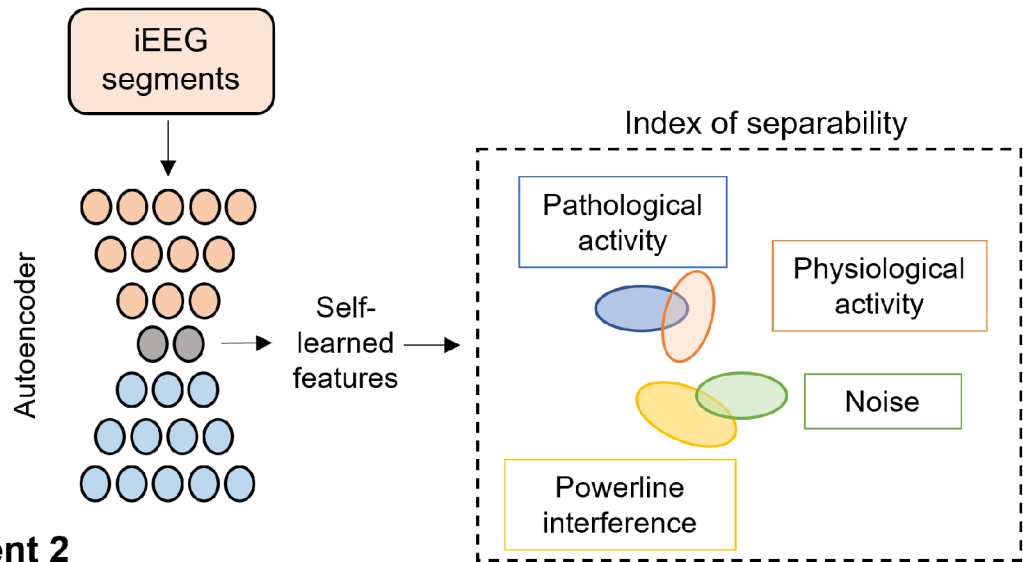 iEEG
segments
Autoencoder
Self-
learned
features
Index of separability
Pathological
activity
Physiological
activity
Noise
Powerline
interference
ent 2